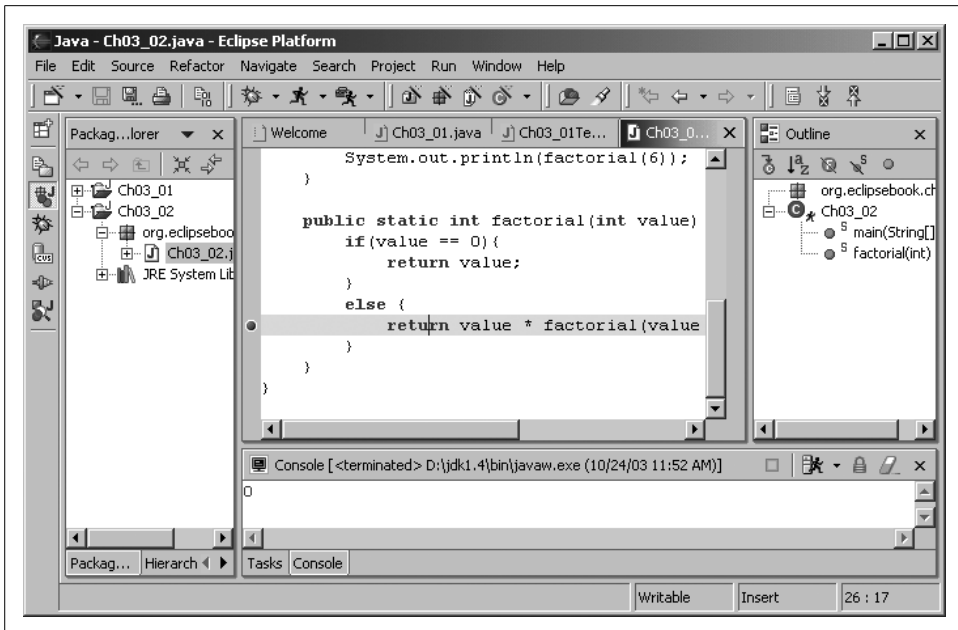 Java - Ch03_02.java - Eclipse Platform
File Edit Source Refactor Navigate Search Project Run Window Help
Packag...lorer
Ch03_01
Ch03_02
org.eclipseboo
Ch03_02.j
JRE System Lib
Packag... Hierarch
Welcome Ch03_01.java Ch03_01Te... Ch03_0...
System.out.println(factorial(6));
}
public static int factorial(int value)
if(value == 0){
return value;
}
else {
return value * factorial(value
}
}
}
Outline
org.eclipsebook.ch
Ch03_02
main(String[]
factorial(int)
Console [<terminated> D:\jdk1.4\bin\javaw.exe (10/24/03 11:52 AM)]
0
Tasks Console
Writable Insert 26 : 17